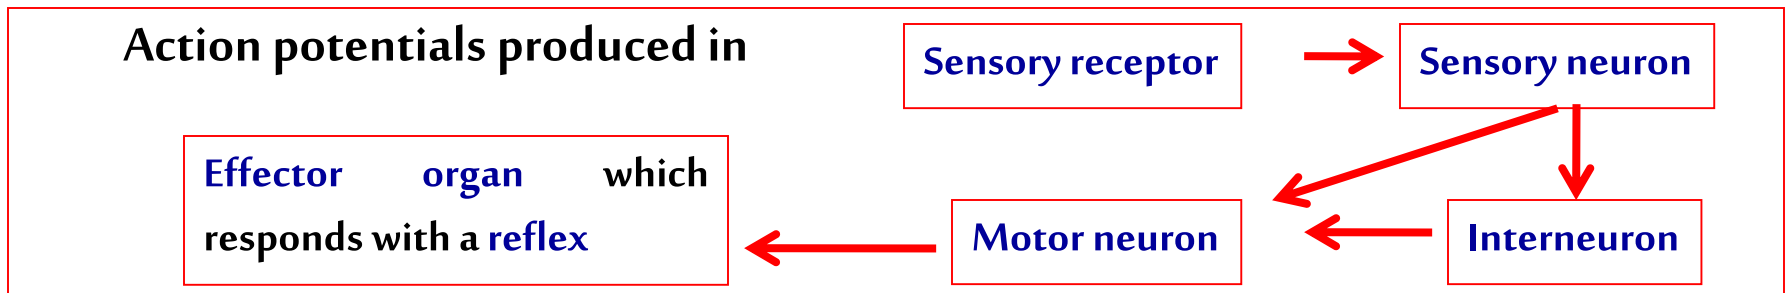 Action potentials produced in
Sensory receptor
Sensory neuron
Effector organ which
responds with a reflex
Motor neuron
Interneuron